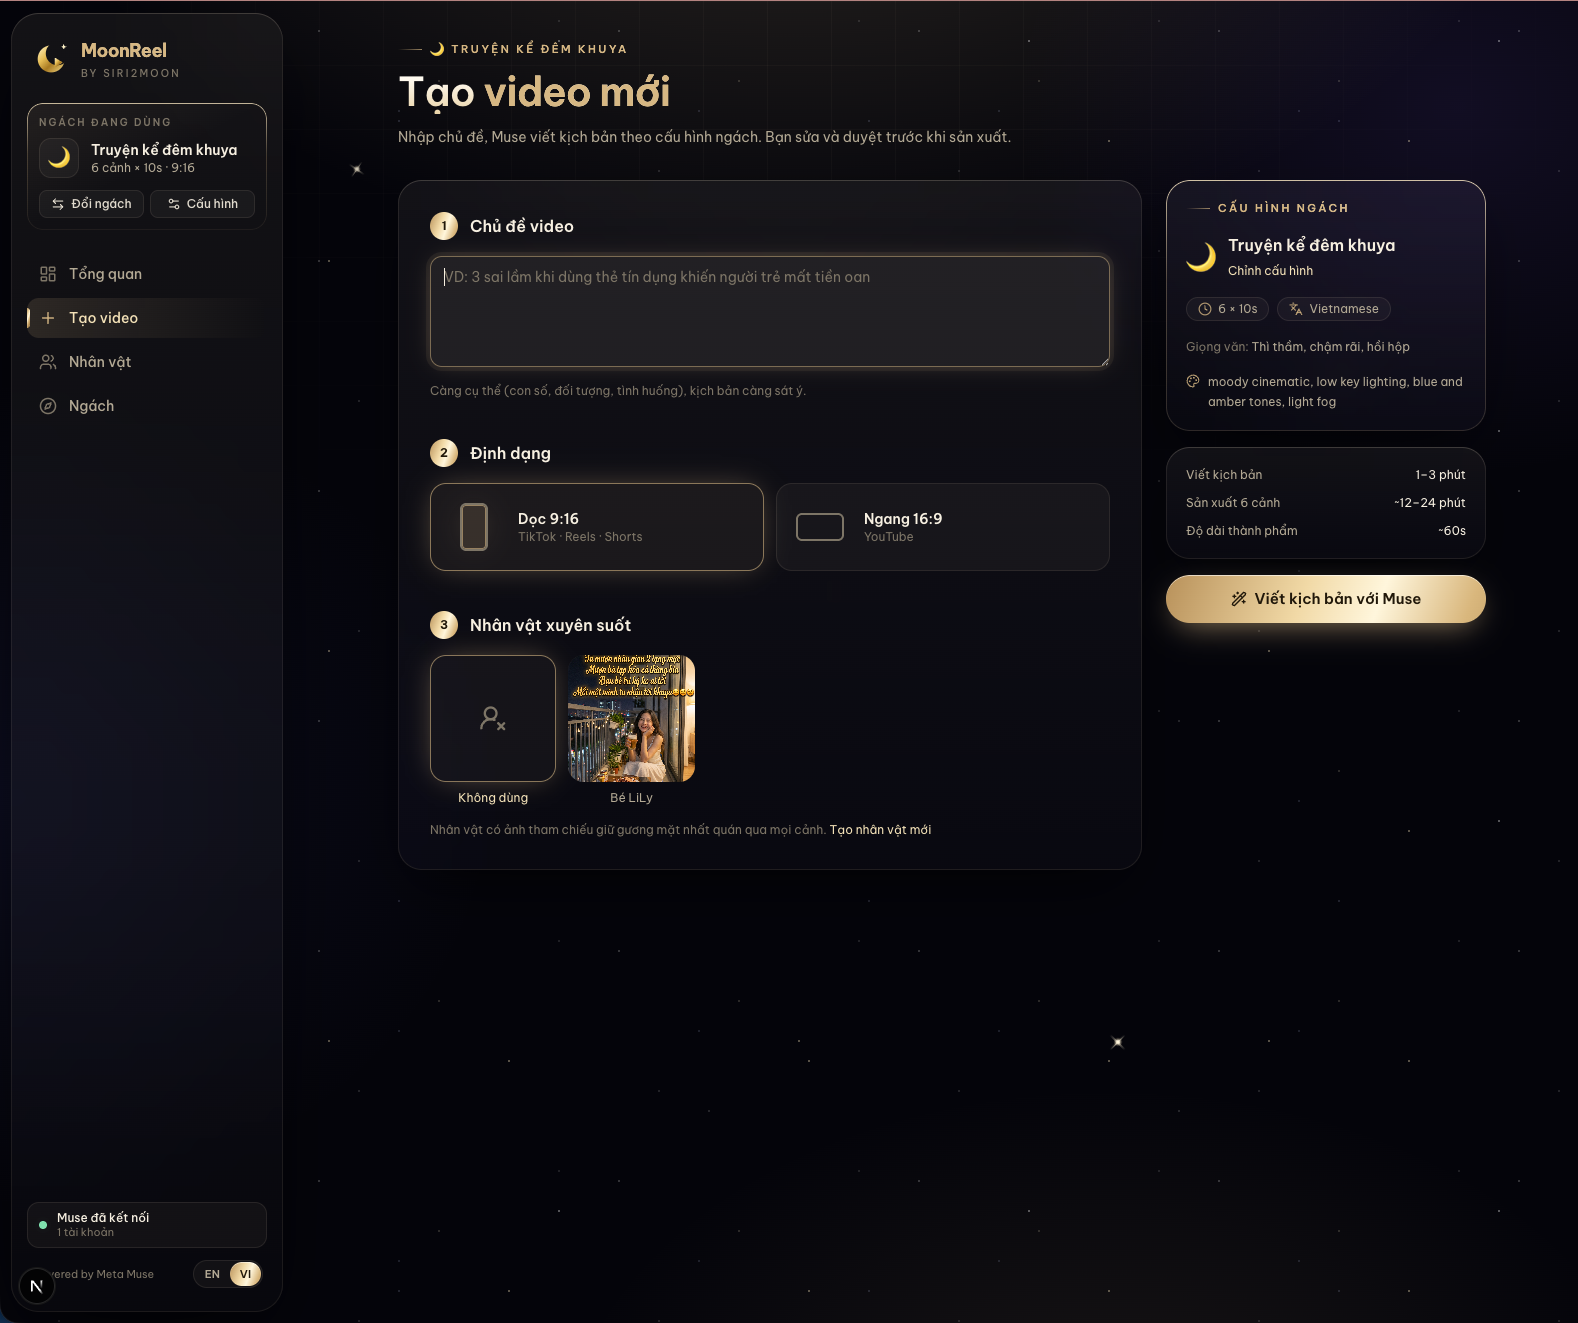 MoonReel
BY SIRI2MOON
NGÁCH ĐANG DÙNG
Truyện kể đêm khuya
6 cảnh × 10s · 9:16
Đổi ngách
Cấu hình
Tổng quan
Tạo video
Nhân vật
Ngách
Muse đã kết nối
1 tài khoản
ered by Meta Muse
EN
VI
TRUYỆN KỂ ĐÊM KHUYA
Tạo video mới
Nhập chủ đề, Muse viết kịch bản theo cấu hình ngách. Bạn sửa và duyệt trước khi sản xuất.
1 Chủ đề video
VD: 3 sai lầm khi dùng thẻ tín dụng khiến người trẻ mất tiền oan
Càng cụ thể (con số, đối tượng, tình huống), kịch bản càng sát ý.
2 Định dạng
Dọc 9:16
TikTok · Reels · Shorts
Ngang 16:9
YouTube
3 Nhân vật xuyên suốt
Không dùng
Bé LiLy
Nhân vật có ảnh tham chiếu giữ gương mặt nhất quán qua mọi cảnh. Tạo nhân vật mới
CẤU HÌNH NGÁCH
Truyện kể đêm khuya
Chỉnh cấu hình
6 × 10s
Vietnamese
Giọng văn: Thì thầm, chậm rãi, hồi hộp
moody cinematic, low key lighting, blue and
amber tones, light fog
Viết kịch bản 1–3 phút
Sản xuất 6 cảnh ~12–24 phút
Độ dài thành phẩm ~60s
Viết kịch bản với Muse